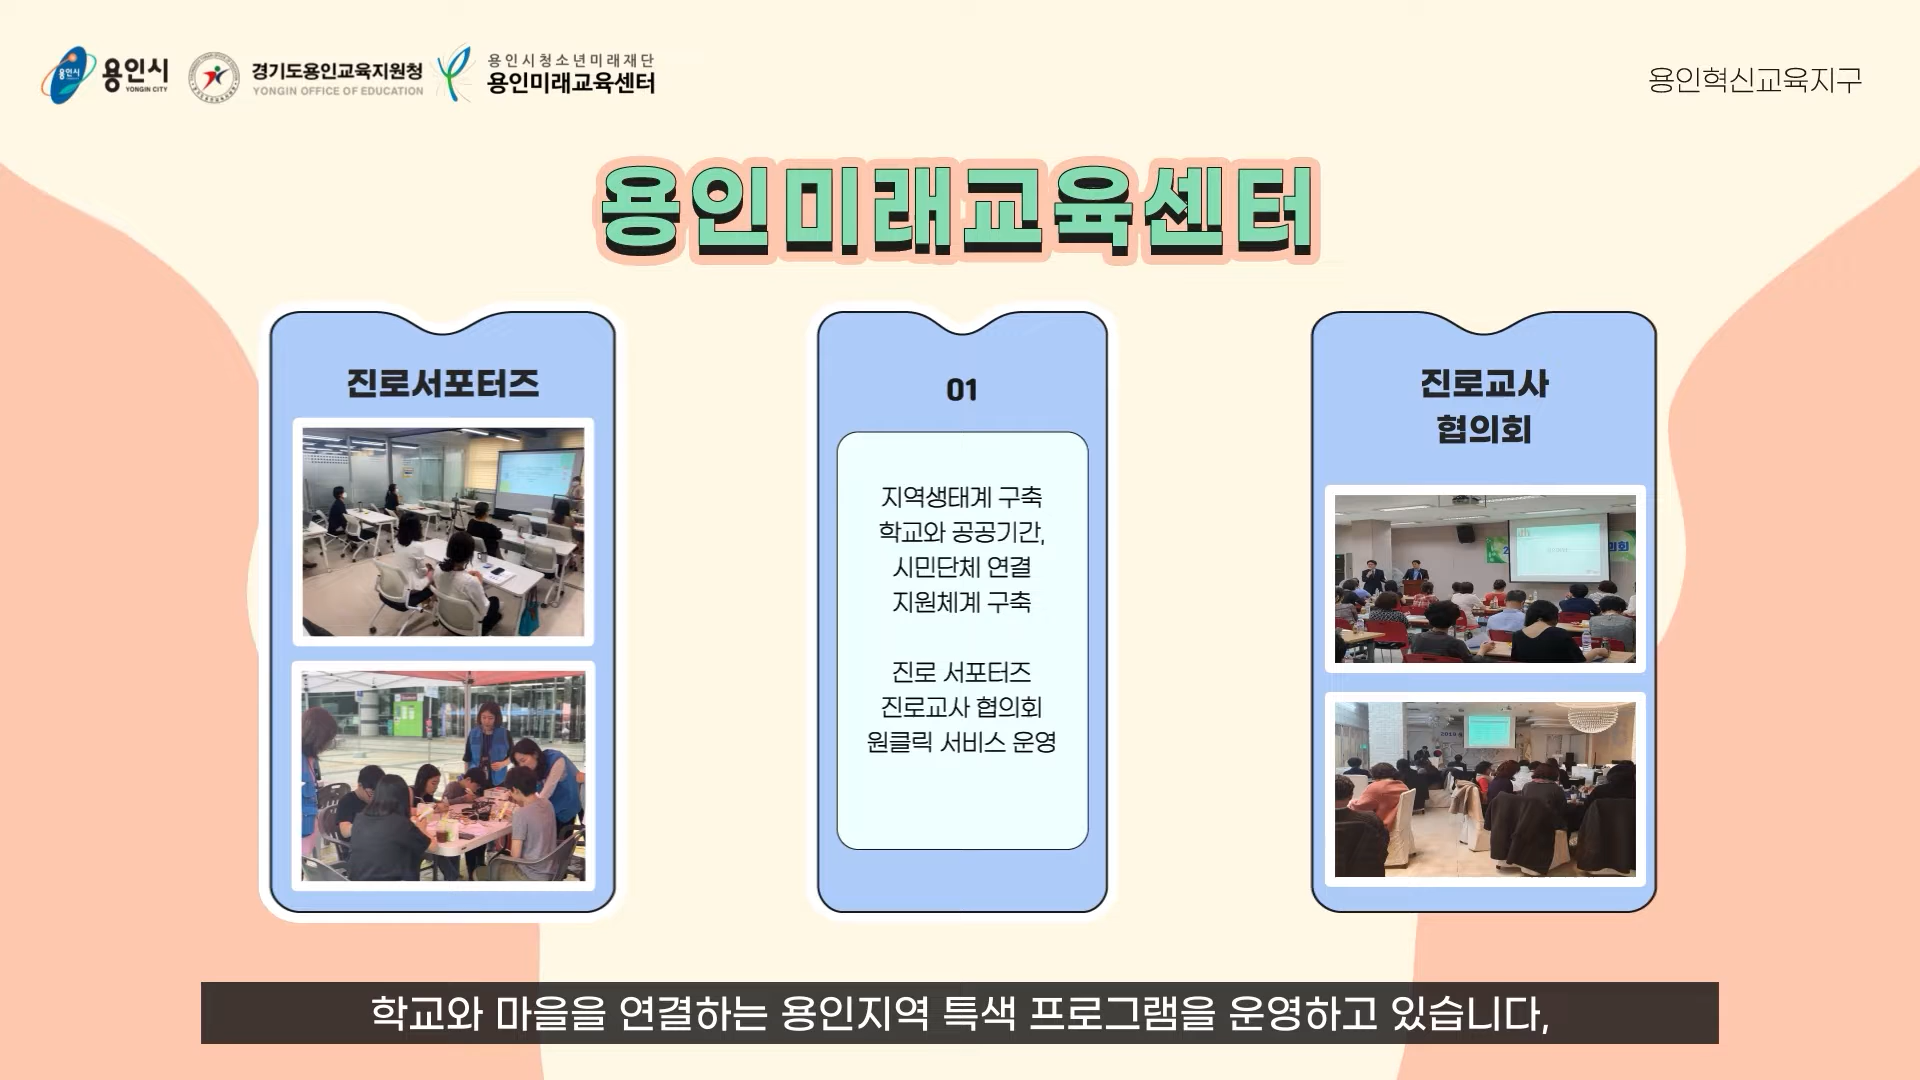 용인시
용인시
YONGIN CITY
경기도용인교육지원청
YONGIN OFFICE OF EDUCATION
용인시청소년미래재단
용인미래교육센터
용인혁신교육지구
용인미래교육센터
진로서포터즈
01
지역생태계 구축
학교와 공공기간,
시민단체 연결
지원체계 구축
진로 서포터즈
진로교사 협의회
원클릭 서비스 운영
진로교사
협의회
학교와 마을을 연결하는 용인지역 특색 프로그램을 운영하고 있습니다,